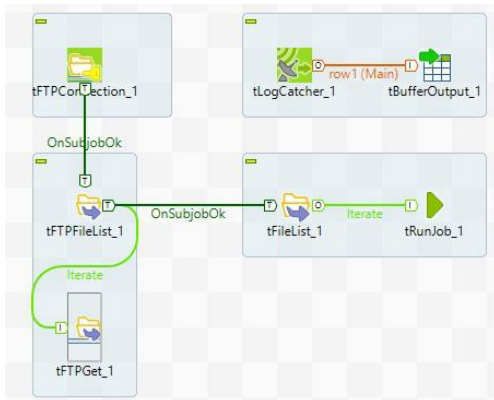 tFTPConnection_1
OnSubjobOk
tFTPFileList_1
Iterate
tFTPGet_1
row1 (Main)
tLogCatcher_1
tBufferOutput_1
OnSubjobOk
tFileList_1
Iterate
tRunJob_1